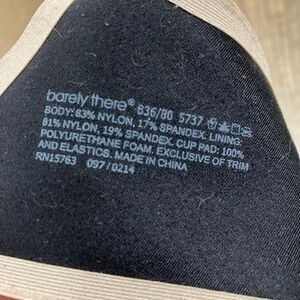 barely there® B36/80 5737
BODY: 83% NYLON, 17% SPANDEX: LINING:
81% NYLON, 19% SPANDEX. CUP PAD: 100%
POLYURETHANE FOAM. EXCLUSIVE OF TRIM
AND ELASTICS. MADE IN CHINA
RN15763 097/0214